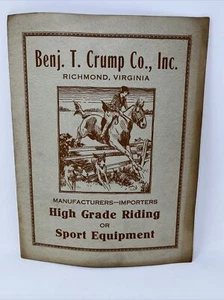 Benj. T. Crump Co., Inc.
RICHMOND, VIRGINIA
MANUFACTURERS—IMPORTERS
High Grade Riding
OR
Sport Equipment